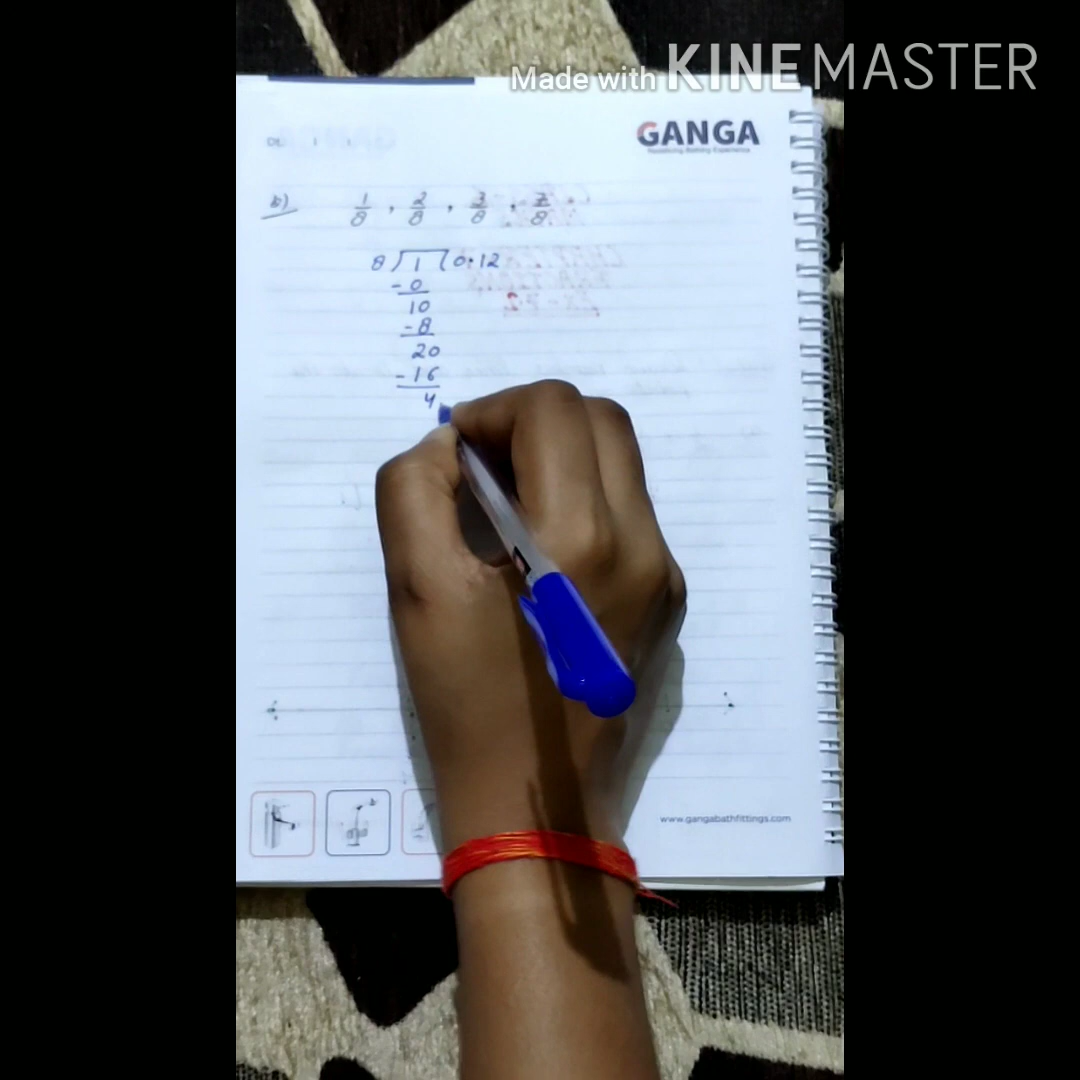 Made with KINEMASTER
GANGA
b) 1/8, 2/8, 3/8, 7/8
8 ) 1 ( 0.12
-0
10
-8
20
-16
4
www.gangabathfittings.com